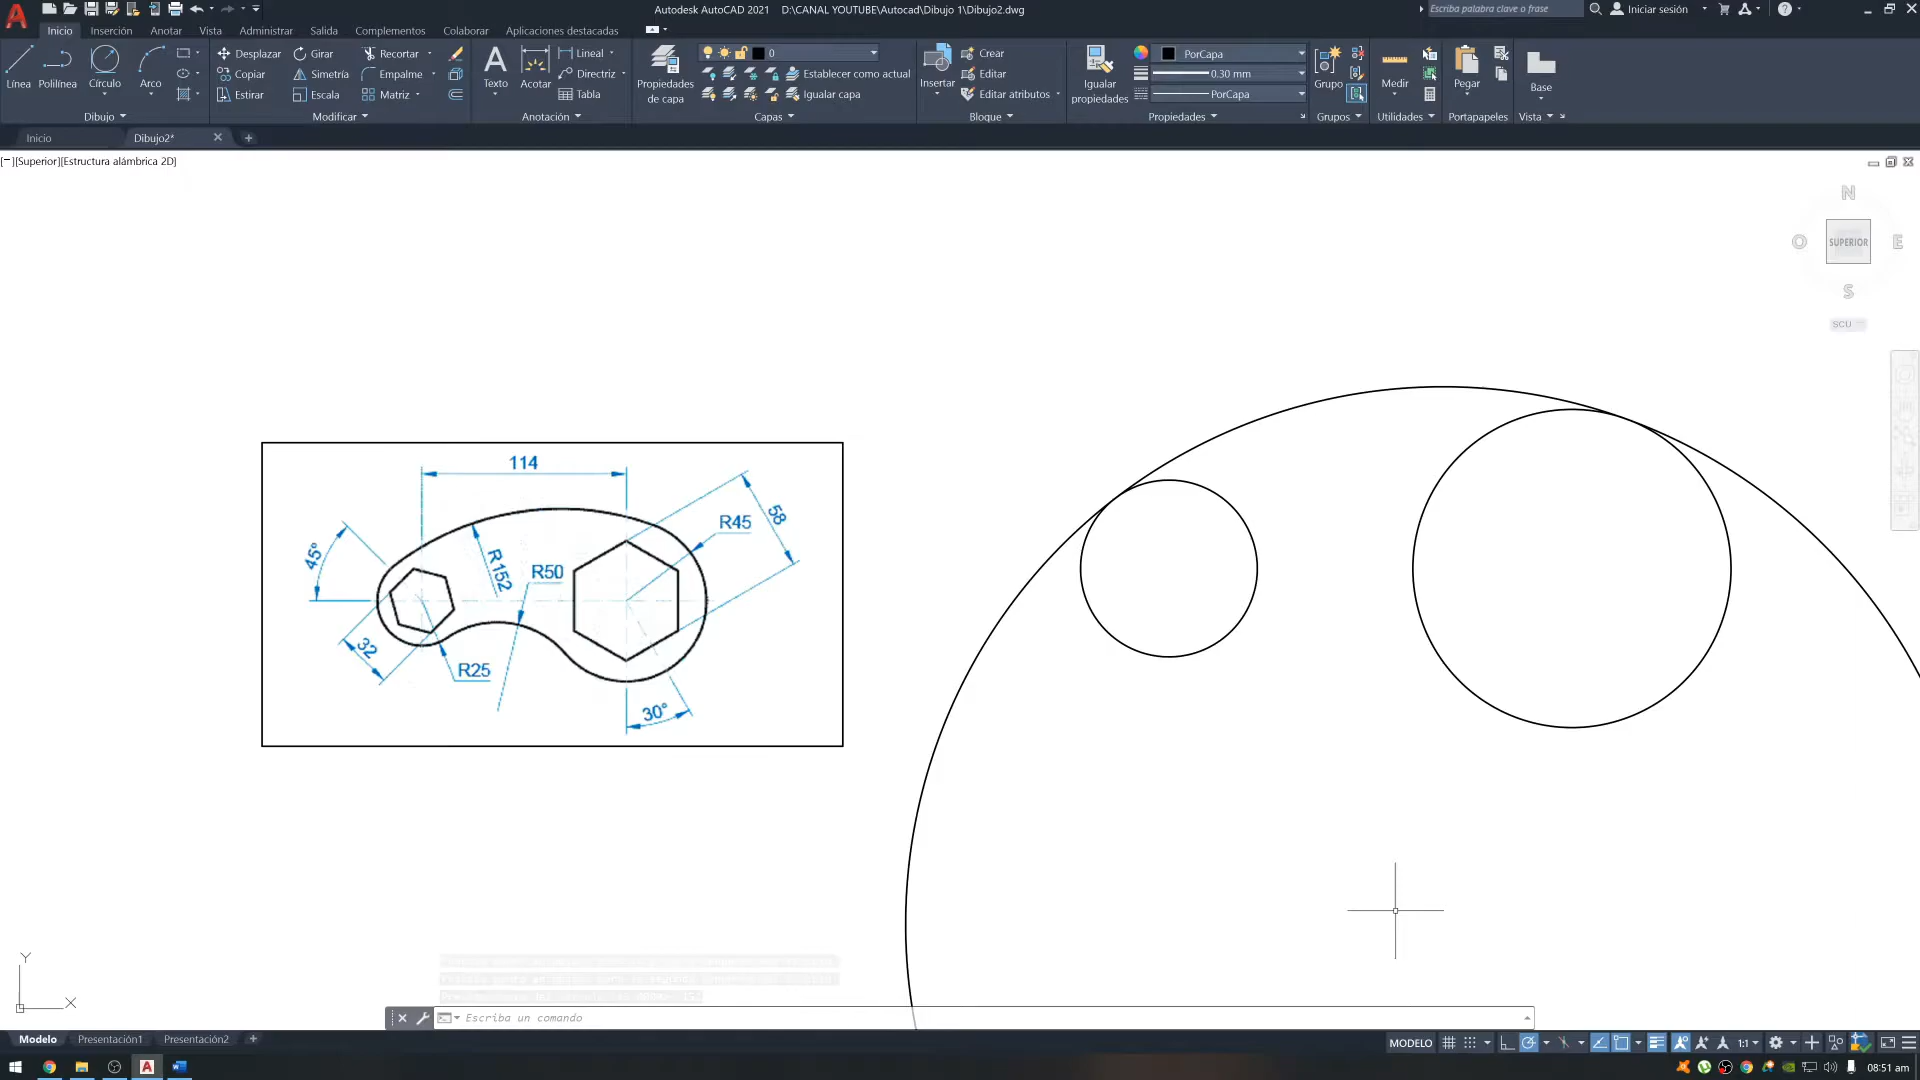 Autodesk AutoCAD 2021   D:\CANAL YOUTUBE\Autocad\Dibujo 1\Dibujo2.dwg
Escriba palabra clave o frase
Iniciar sesión
Inicio Inserción Anotar Vista Administrar Salida Complementos Colaborar Aplicaciones destacadas
Línea Polilínea Círculo Arco
Dibujo
Desplazar Girar Recortar
Copiar Simetría Empalme
Estirar Escala Matriz
Modificar
Texto Acotar
Lineal
Directriz
Tabla
Anotación
Propiedades
de capa
0
Establecer como actual
Igualar capa
Capas
Insertar
Crear
Editar
Editar atributos
Bloque
Igualar
propiedades
PorCapa
0.30 mm
PorCapa
Propiedades
Grupo
Grupos
Medir
Utilidades
Pegar
Portapapeles
Base
Vista
Inicio Dibujo2*
[−][Superior][Estructura alámbrica 2D]
N
O SUPERIOR E
S
SCU
114
58
R45
45°
R152
R50
32
R25
30°
Y
X
Escriba un comando
Modelo Presentación1 Presentación2
MODELO
1:1
08:51 am